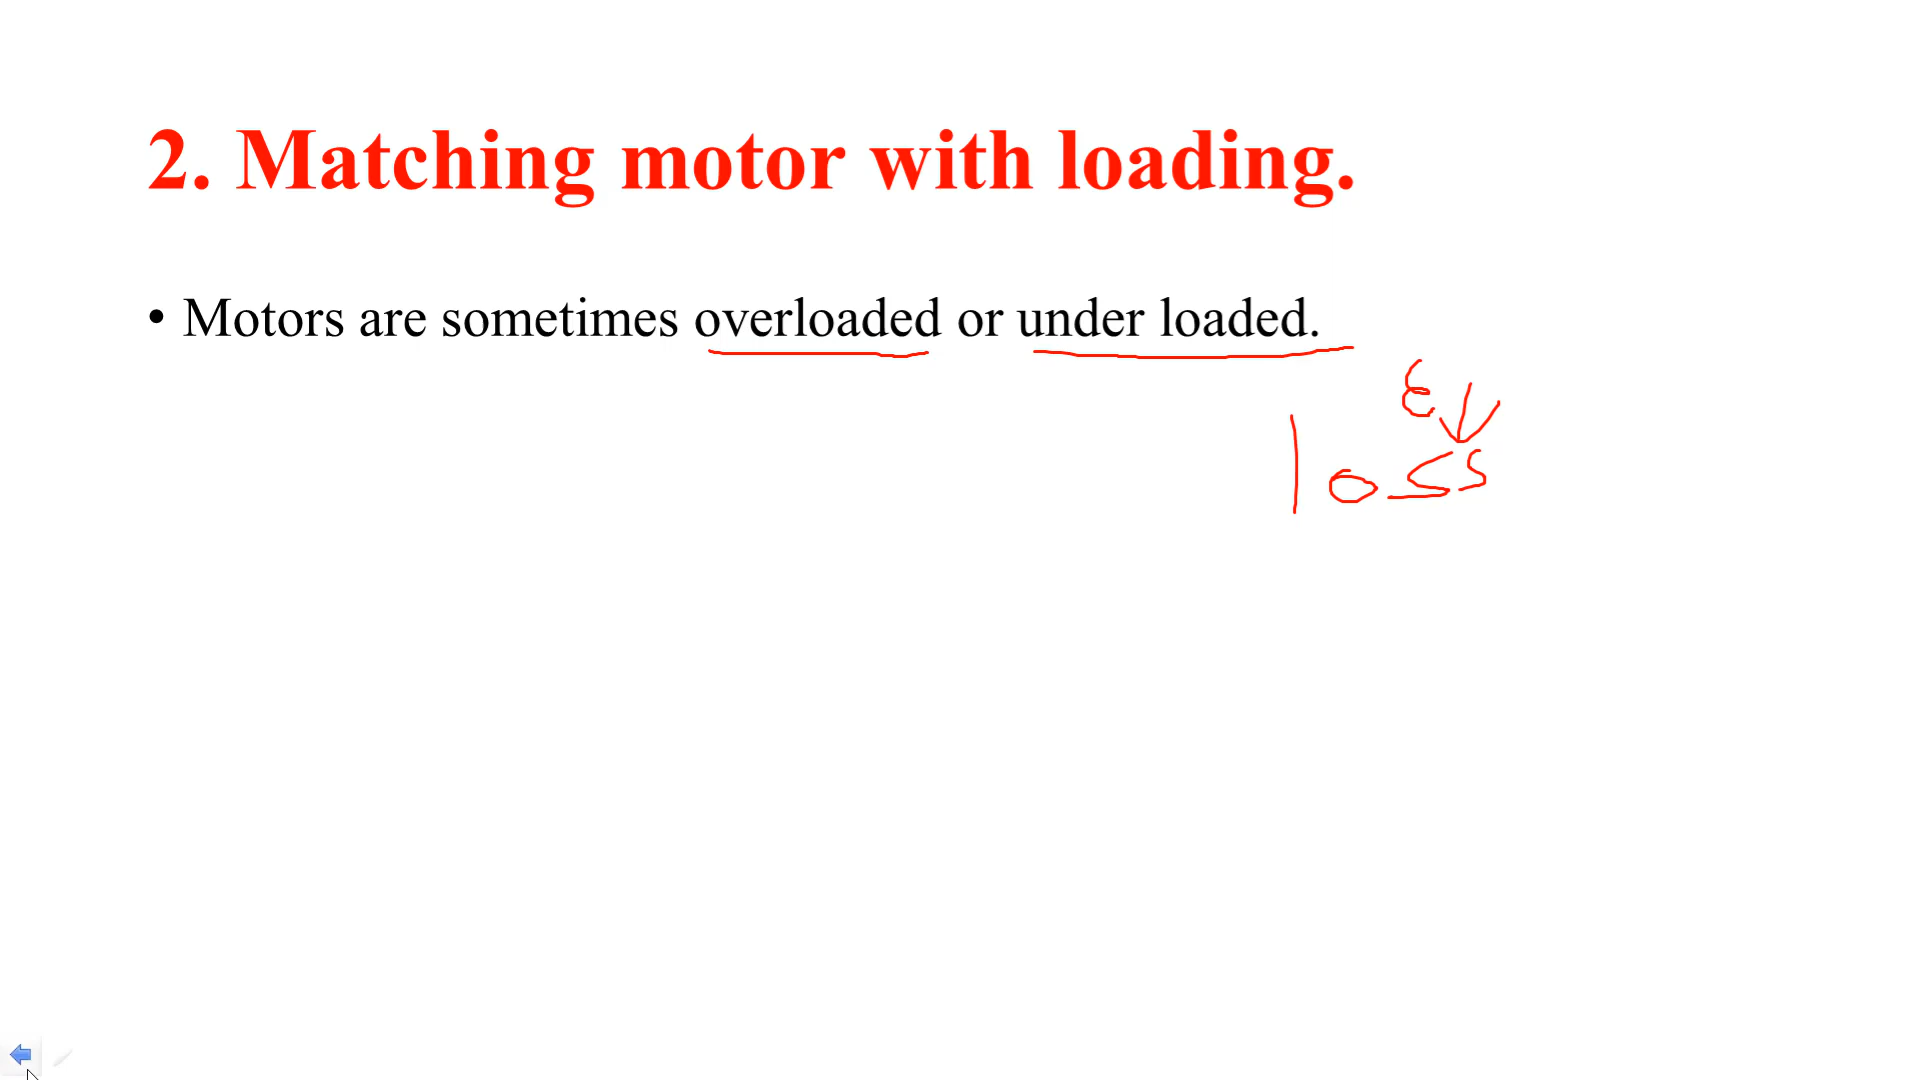 2. Matching motor with loading.
• Motors are sometimes overloaded or under loaded.
loss